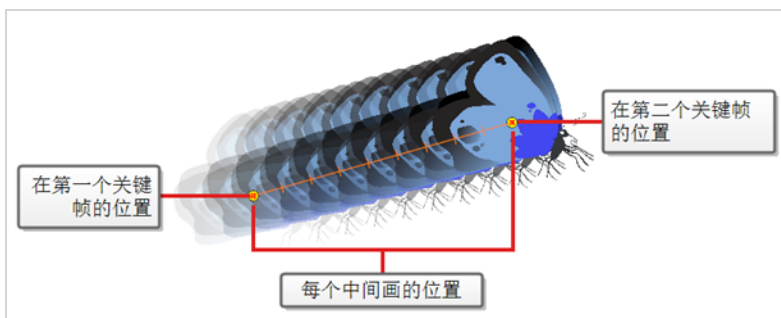 在第一个关键
帧的位置
在第二个关键帧
的位置
每个中间画的位置